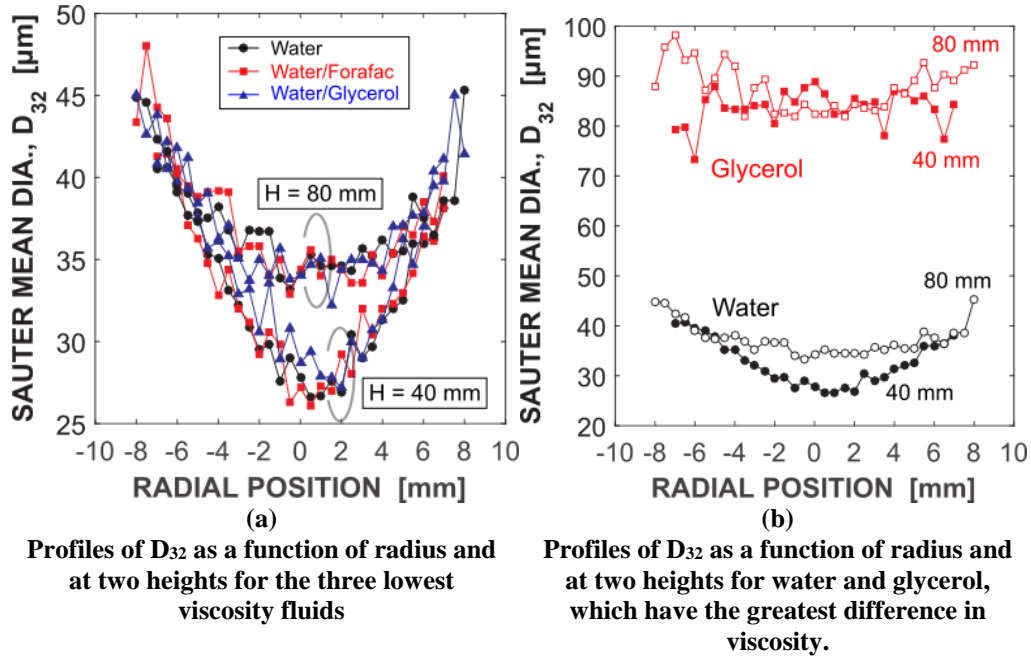 50
45
40
35
30
25
SAUTER MEAN DIA., D32 [µm]
Water
Water/Forafac
Water/Glycerol
H = 80 mm
H = 40 mm
-10 -8 -6 -4 -2 0 2 4 6 8 10
RADIAL POSITION [mm]
(a)
Profiles of D32 as a function of radius and
at two heights for the three lowest
viscosity fluids
100
90
80
70
60
50
40
30
20
SAUTER MEAN DIA., D32 [µm]
80 mm
Glycerol
40 mm
Water
80 mm
40 mm
-10 -8 -6 -4 -2 0 2 4 6 8 10
RADIAL POSITION [mm]
(b)
Profiles of D32 as a function of radius and
at two heights for water and glycerol,
which have the greatest difference in
viscosity.